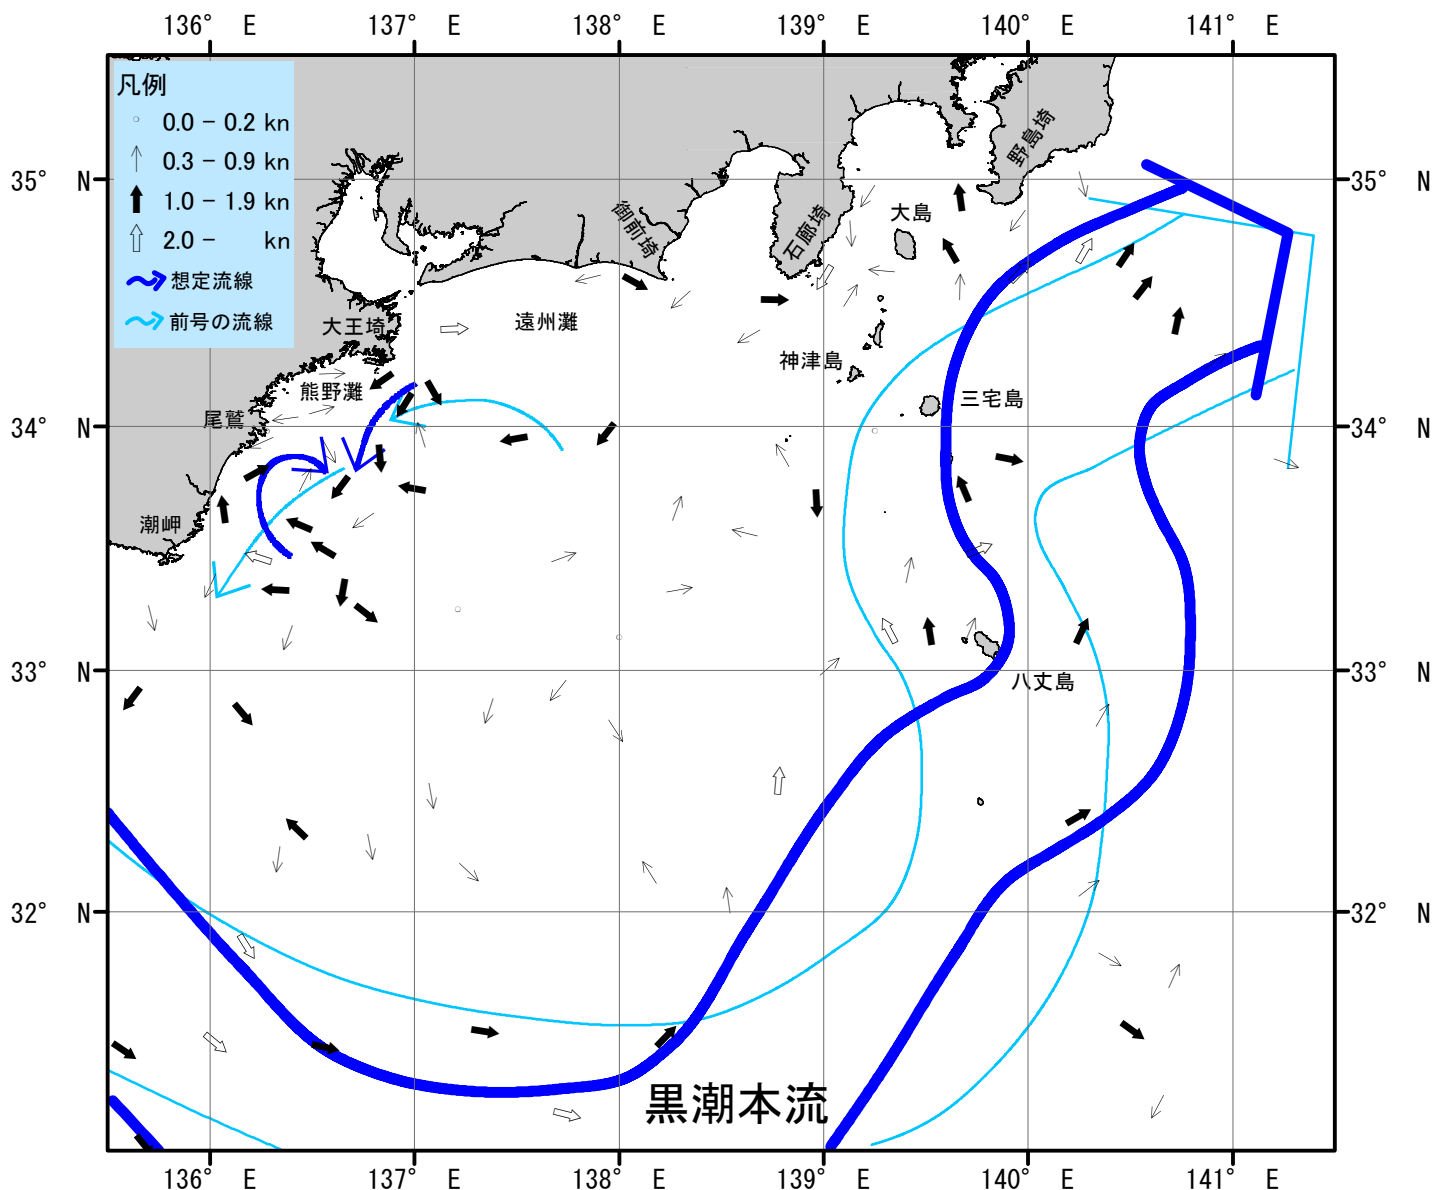 136° E 137° E 138° E 139° E 140° E 141° E
凡例
0.0 - 0.2 kn
0.3 - 0.9 kn
1.0 - 1.9 kn
2.0 - kn
想定流線
前号の流線
野島埼
35° N
35° N
大島
御前埼
石廊埼
大王埼
遠州灘
神津島
熊野灘
三宅島
尾鷲
34° N
34° N
潮岬
33° N
33° N
八丈島
32° N
32° N
黒潮本流
136° E 137° E 138° E 139° E 140° E 141° E